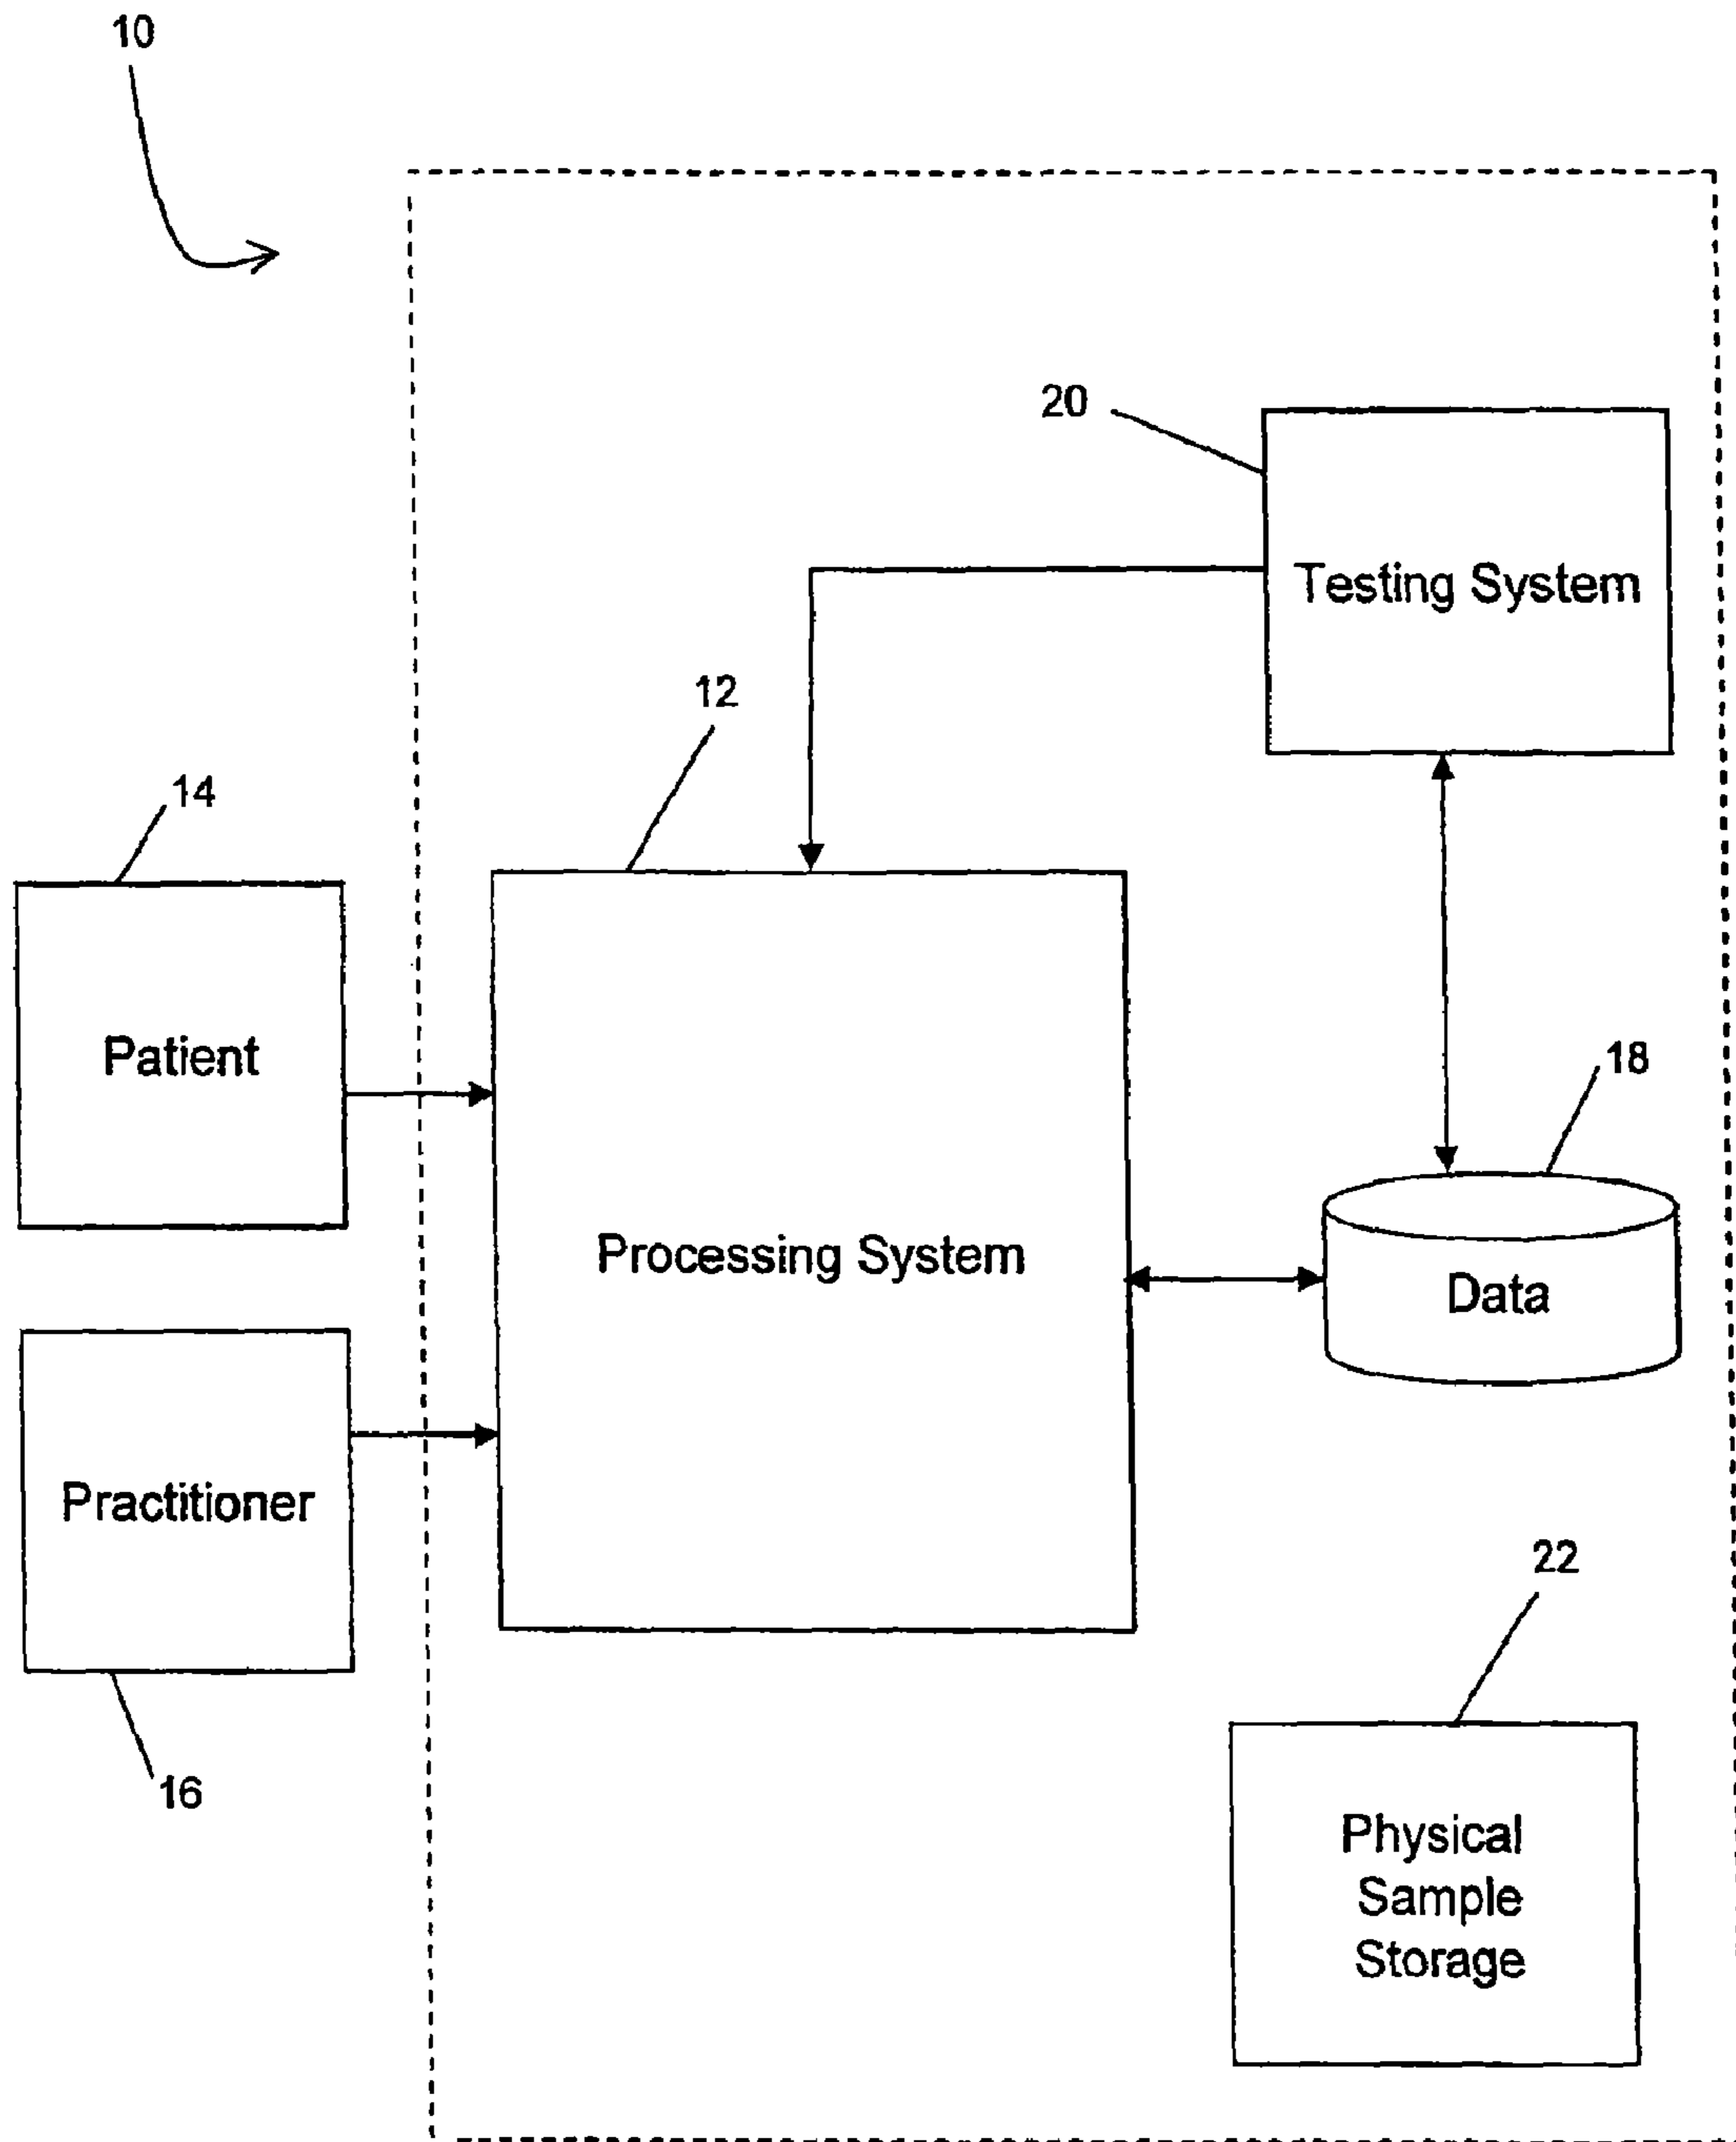 10
20
Testing System
12
14
Patient
18
Processing System
Data
Practitioner
16
22
Physical
Sample
Storage